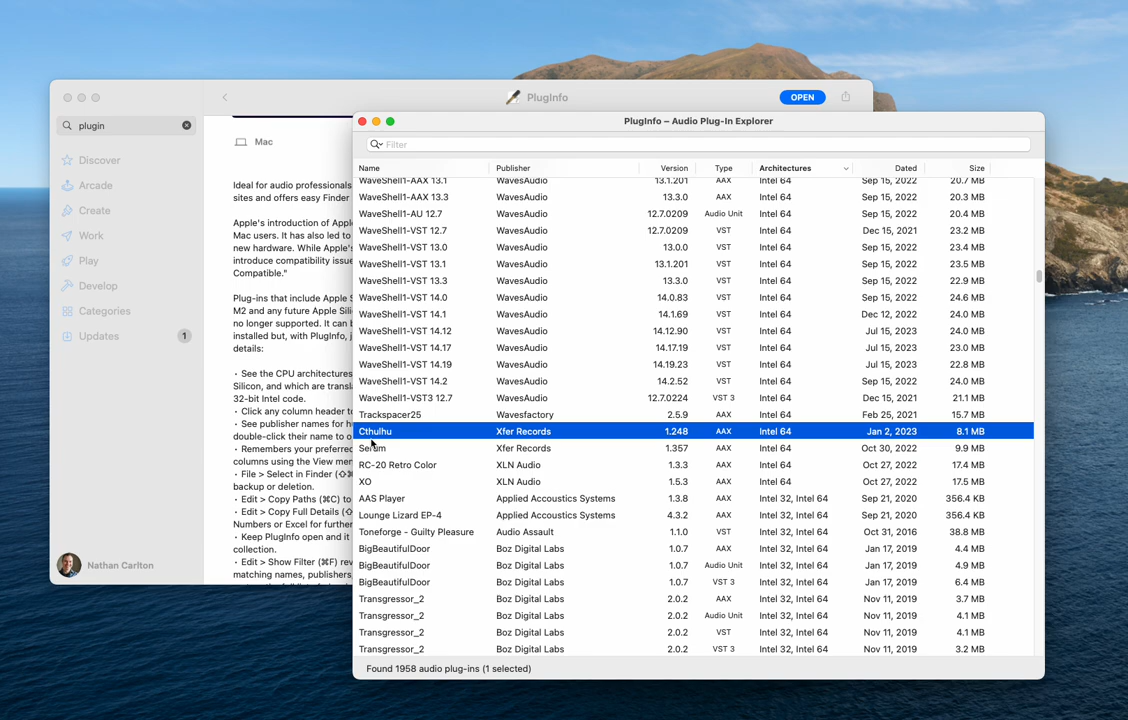 PlugInfo
OPEN
plugin
Discover
Arcade
Create
Work
Play
Develop
Categories
Updates 1
Nathan Carlton
Mac
Ideal for audio professionals
sites and offers easy Finder
Apple's introduction of Appl
Mac users. It has also led to
new hardware. While Apple's
introduce compatibility issue
Compatible."
Plug-ins that include Apple S
M2 and any future Apple Sili
no longer supported. It can b
installed but, with PlugInfo, j
details:
• See the CPU architectures
Silicon, and which are transl
32-bit Intel code.
• Click any column header to
• See publisher names for h
double-click their name to o
• Remembers your preferred
columns using the View men
• File > Select in Finder (⇧⌘
backup or deletion.
• Edit > Copy Paths (⌘C) to
• Edit > Copy Full Details (⇧
Numbers or Excel for further
• Keep PlugInfo open and it
collection.
• Edit > Show Filter (⌘F) rev
matching names, publishers,
PlugInfo – Audio Plug-In Explorer
Filter
Name Publisher Version Type Architectures Dated Size
WaveShell1-AAX 13.1 WavesAudio 13.1.201 AAX Intel 64 Sep 15, 2022 20.7 MB
WaveShell1-AAX 13.3 WavesAudio 13.3.0 AAX Intel 64 Sep 15, 2022 20.3 MB
WaveShell1-AU 12.7 WavesAudio 12.7.0209 Audio Unit Intel 64 Sep 15, 2022 20.4 MB
WaveShell1-VST 12.7 WavesAudio 12.7.0209 VST Intel 64 Dec 15, 2021 23.2 MB
WaveShell1-VST 13.0 WavesAudio 13.0.0 VST Intel 64 Sep 15, 2022 23.4 MB
WaveShell1-VST 13.1 WavesAudio 13.1.201 VST Intel 64 Sep 15, 2022 23.5 MB
WaveShell1-VST 13.3 WavesAudio 13.3.0 VST Intel 64 Sep 15, 2022 22.9 MB
WaveShell1-VST 14.0 WavesAudio 14.0.83 VST Intel 64 Sep 15, 2022 24.6 MB
WaveShell1-VST 14.1 WavesAudio 14.1.69 VST Intel 64 Dec 12, 2022 24.0 MB
WaveShell1-VST 14.12 WavesAudio 14.12.90 VST Intel 64 Jul 15, 2023 24.0 MB
WaveShell1-VST 14.17 WavesAudio 14.17.19 VST Intel 64 Jul 15, 2023 23.0 MB
WaveShell1-VST 14.19 WavesAudio 14.19.23 VST Intel 64 Jul 15, 2023 22.8 MB
WaveShell1-VST 14.2 WavesAudio 14.2.52 VST Intel 64 Sep 15, 2022 24.0 MB
WaveShell1-VST3 12.7 WavesAudio 12.7.0224 VST 3 Intel 64 Dec 15, 2021 21.1 MB
Trackspacer25 Wavesfactory 2.5.9 AAX Intel 64 Feb 25, 2021 15.7 MB
Cthulhu Xfer Records 1.248 AAX Intel 64 Jan 2, 2023 8.1 MB
Serum Xfer Records 1.357 AAX Intel 64 Oct 30, 2022 9.9 MB
RC-20 Retro Color XLN Audio 1.3.3 AAX Intel 64 Oct 27, 2022 17.4 MB
XO XLN Audio 1.5.3 AAX Intel 64 Oct 27, 2022 17.5 MB
AAS Player Applied Accoustics Systems 1.3.8 AAX Intel 32, Intel 64 Sep 21, 2020 356.4 KB
Lounge Lizard EP-4 Applied Accoustics Systems 4.3.2 AAX Intel 32, Intel 64 Sep 21, 2020 356.4 KB
Toneforge - Guilty Pleasure Audio Assault 1.1.0 VST Intel 32, Intel 64 Oct 31, 2016 38.8 MB
BigBeautifulDoor Boz Digital Labs 1.0.7 AAX Intel 32, Intel 64 Jan 17, 2019 4.4 MB
BigBeautifulDoor Boz Digital Labs 1.0.7 Audio Unit Intel 32, Intel 64 Jan 17, 2019 4.9 MB
BigBeautifulDoor Boz Digital Labs 1.0.7 VST 3 Intel 32, Intel 64 Jan 17, 2019 6.4 MB
Transgressor_2 Boz Digital Labs 2.0.2 AAX Intel 32, Intel 64 Nov 11, 2019 3.7 MB
Transgressor_2 Boz Digital Labs 2.0.2 Audio Unit Intel 32, Intel 64 Nov 11, 2019 4.1 MB
Transgressor_2 Boz Digital Labs 2.0.2 VST Intel 32, Intel 64 Nov 11, 2019 4.1 MB
Transgressor_2 Boz Digital Labs 2.0.2 VST 3 Intel 32, Intel 64 Nov 11, 2019 3.2 MB
Found 1958 audio plug-ins (1 selected)